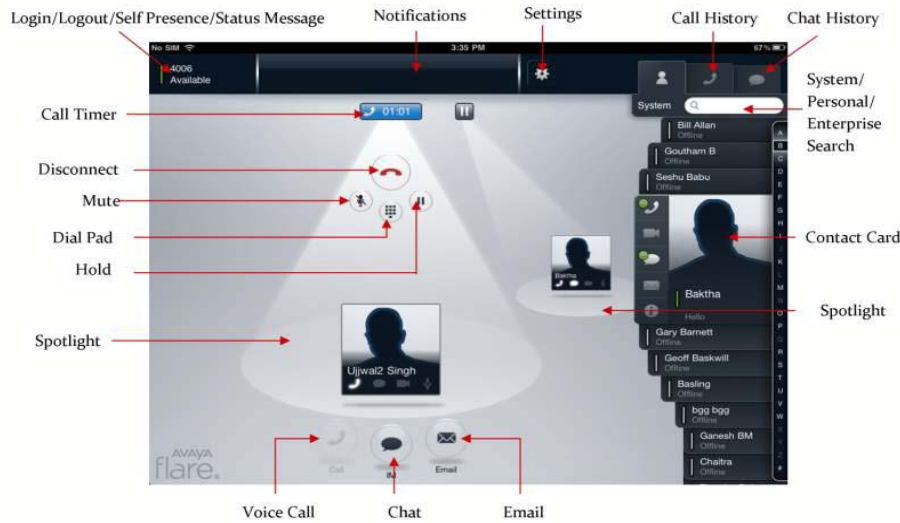 Login/Logout/Self Presence/Status Message
Notifications
Settings
Call History
Chat History
No SIM
3:35 PM
67%
4006
Available
System/
Personal/
Enterprise
Search
System
Call Timer
01:01
Bill Allan
Offline
Goutham B
Offline
Seshu Babu
Offline
Disconnect
Mute
Dial Pad
Hold
Contact Card
Baktha
Baktha
Hello
Spotlight
Spotlight
Ujjwal2 Singh
Gary Barnett
Offline
Geoff Baskwill
Offline
Basling
Offline
bgg bgg
Offline
Ganesh BM
Offline
Chaitra
Offline
A
B
C
D
E
F
G
H
I
J
K
L
M
N
O
P
Q
R
S
T
U
V
W
X
Y
Z
#
AVAYA
flare.
Call
IM
Email
Voice Call
Chat
Email